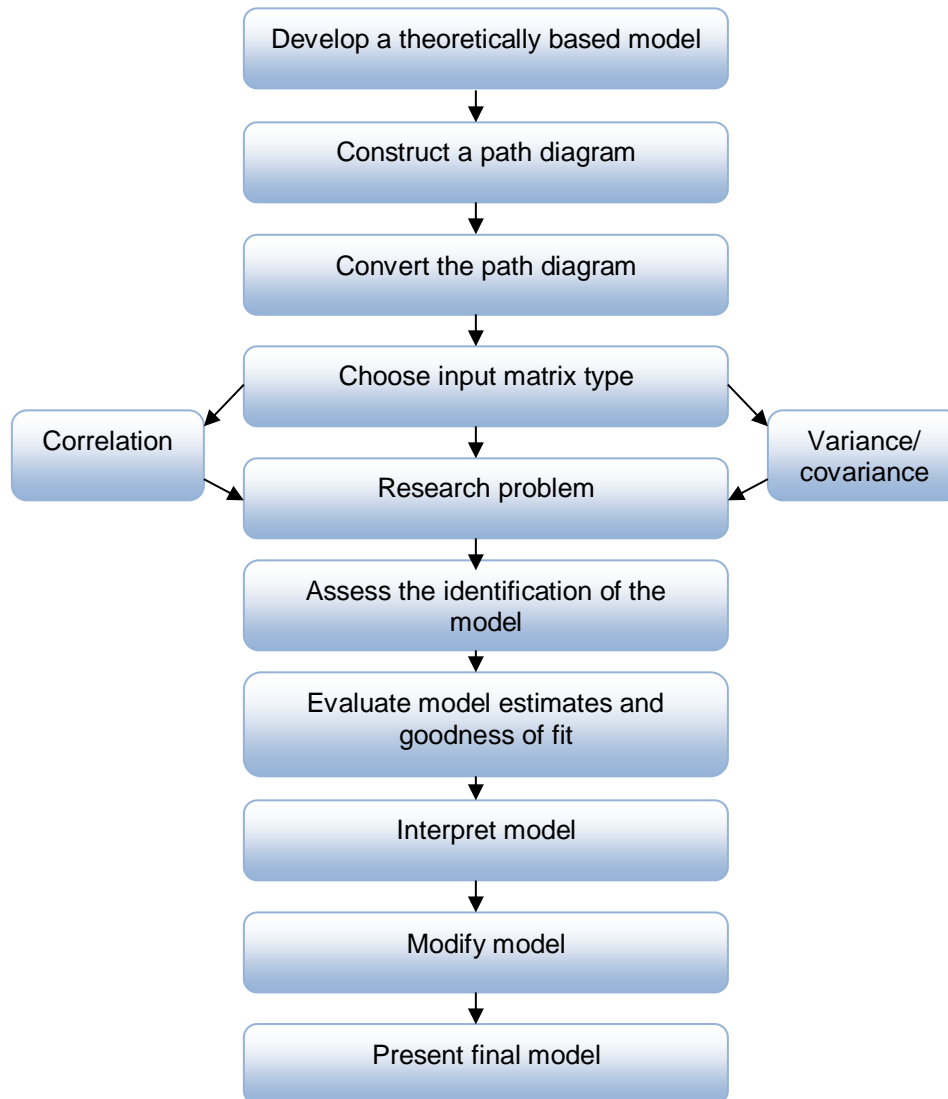 Develop a theoretically based model
Construct a path diagram
Convert the path diagram
Choose input matrix type
Correlation
Variance/
covariance
Research problem
Assess the identification of the
model
Evaluate model estimates and
goodness of fit
Interpret model
Modify model
Present final model